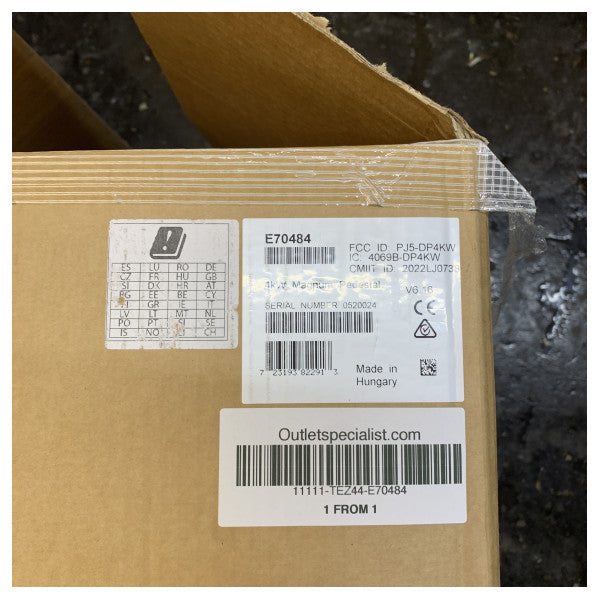 E70484
FCC ID: PJ5-DP4KW
IC: 4069B-DP4KW
CMIIT ID: 2022LJ0739
4kW Magnum Pedestal
V6.16
SERIAL NUMBER 0520024
7 23193 82291 3
Made in
Hungary
CE
ES LU RO DE
CZ FR HU GB
SI DK HR AT
BG EE BE CY
GR IE IT
LV LT MT NL
PO PT SE
IS NO CH
Outletspecialist.com
11111-TEZ44-E70484
1 FROM 1